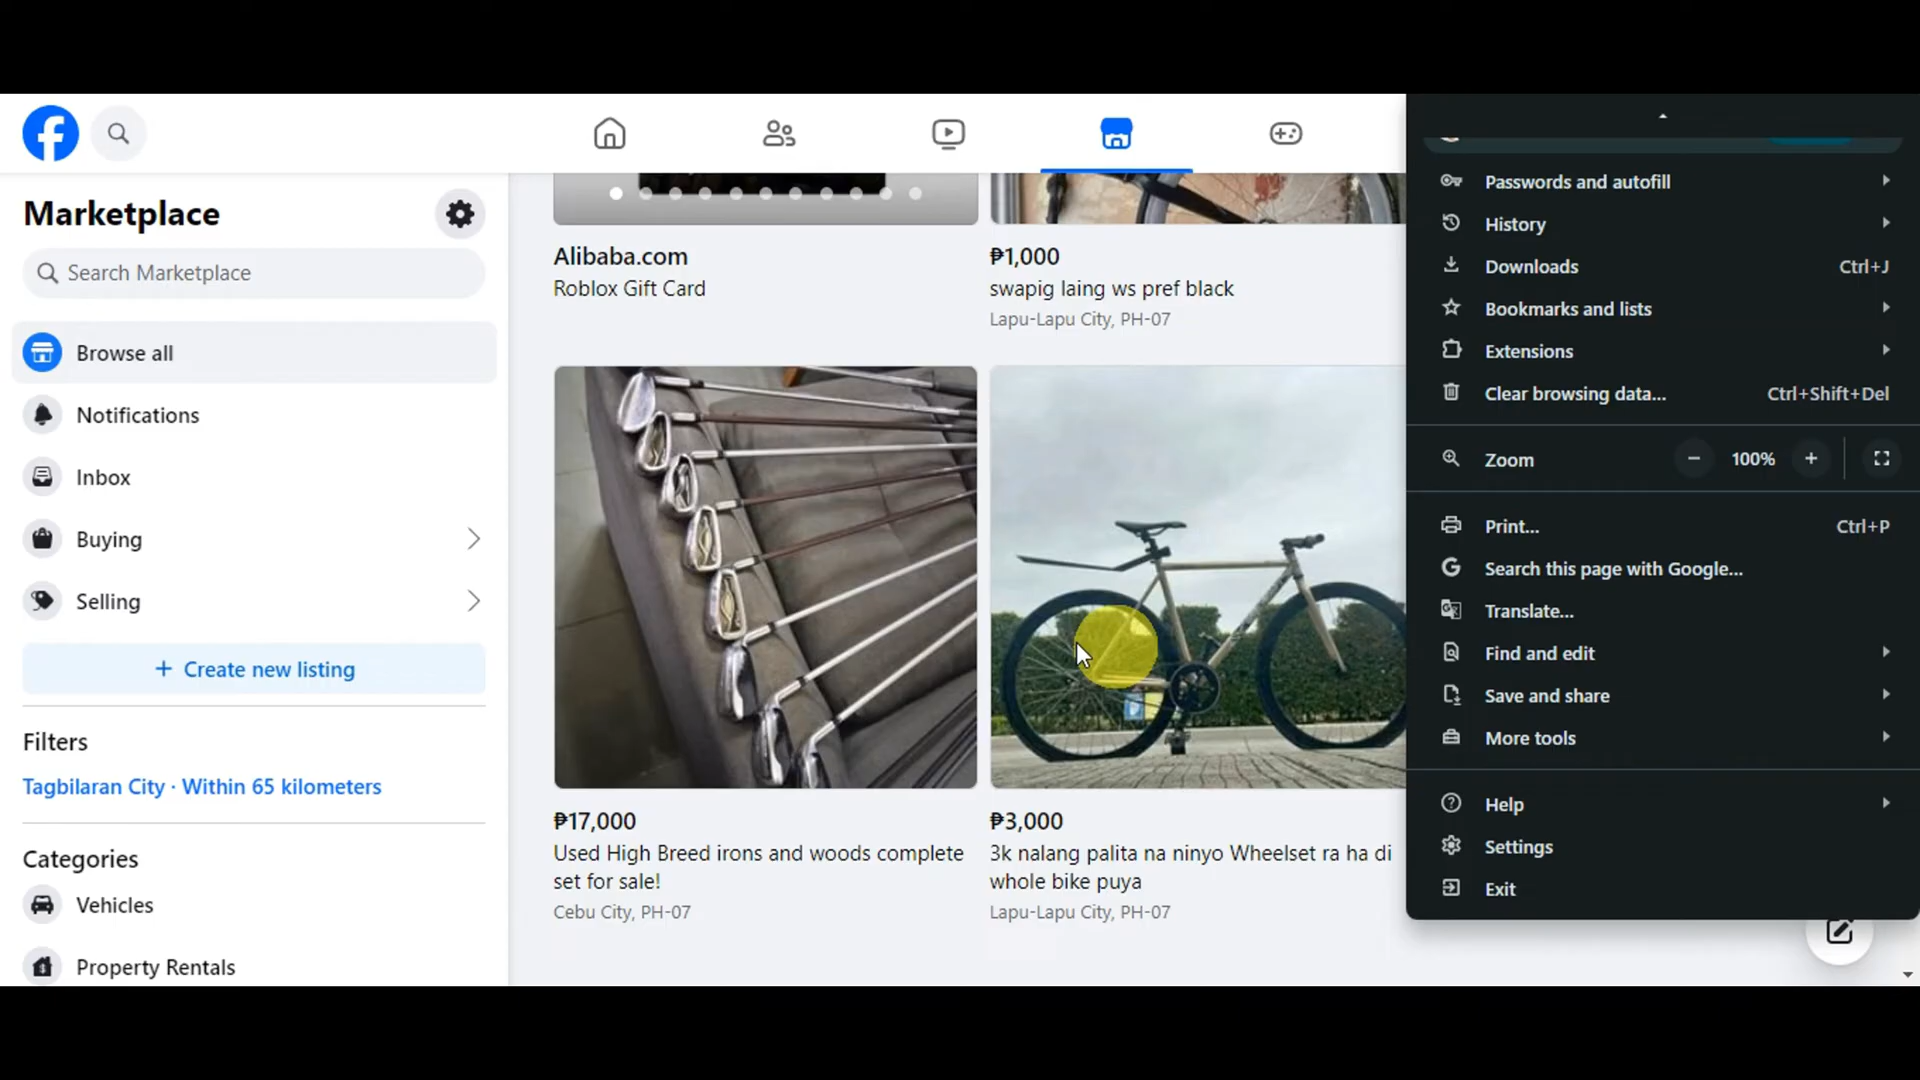 Marketplace
Search Marketplace
Browse all
Notifications
Inbox
Buying
Selling
+ Create new listing
Filters
Tagbilaran City · Within 65 kilometers
Categories
Vehicles
Property Rentals
Alibaba.com
Roblox Gift Card
₱1,000
swapig laing ws pref black
Lapu-Lapu City, PH-07
₱17,000
Used High Breed irons and woods complete
set for sale!
Cebu City, PH-07
₱3,000
3k nalang palita na ninyo Wheelset ra ha di
whole bike puya
Lapu-Lapu City, PH-07
Passwords and autofill
History
Downloads Ctrl+J
Bookmarks and lists
Extensions
Clear browsing data... Ctrl+Shift+Del
Zoom − 100% +
Print... Ctrl+P
Search this page with Google...
Translate...
Find and edit
Save and share
More tools
Help
Settings
Exit